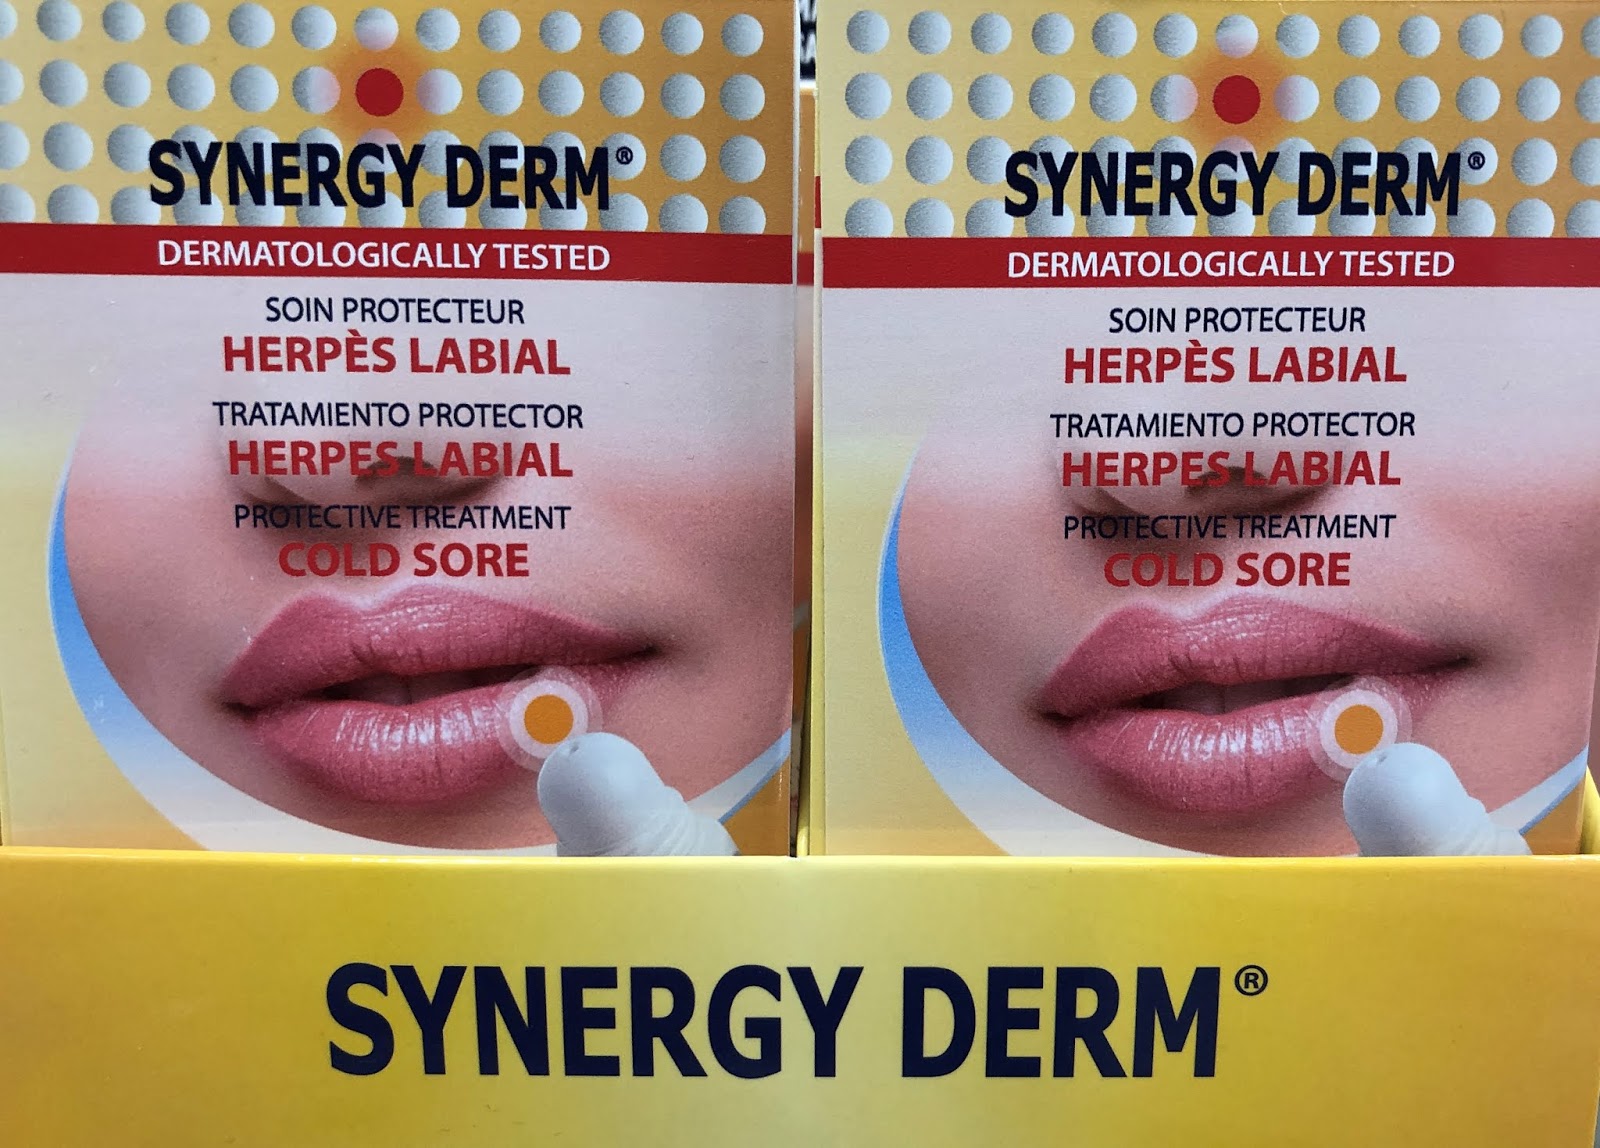 SYNERGY DERM®
DERMATOLOGICALLY TESTED
SOIN PROTECTEUR
HERPÈS LABIAL
TRATAMIENTO PROTECTOR
HERPES LABIAL
PROTECTIVE TREATMENT
COLD SORE
SYNERGY DERM®
DERMATOLOGICALLY TESTED
SOIN PROTECTEUR
HERPÈS LABIAL
TRATAMIENTO PROTECTOR
HERPES LABIAL
PROTECTIVE TREATMENT
COLD SORE
SYNERGY DERM®